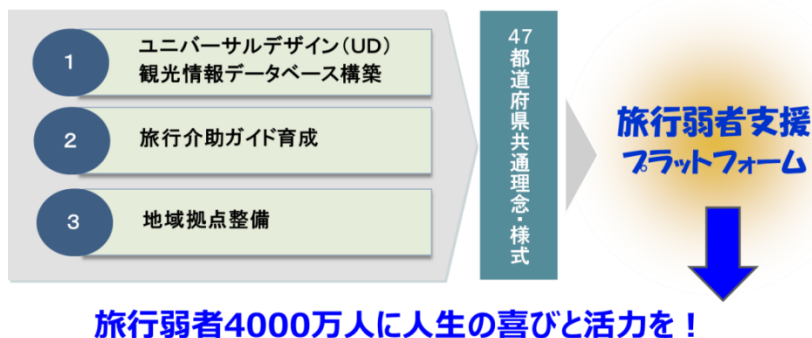 1
ユニバーサルデザイン（UD）
観光情報データベース構築
2
旅行介助ガイド育成
3
地域拠点整備
47都道府県共通理念・様式
旅行弱者支援
プラットフォーム
旅行弱者4000万人に人生の喜びと活力を！